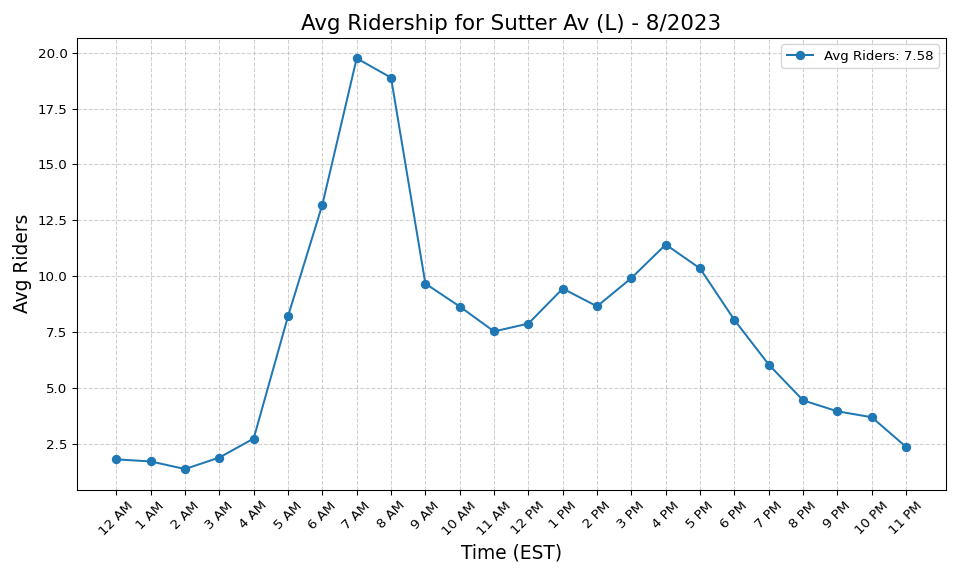 Avg Ridership for Sutter Av (L) - 8/2023
Avg Riders: 7.58
Avg Riders
20.0
17.5
15.0
12.5
10.0
7.5
5.0
2.5
12 AM
1 AM
2 AM
3 AM
4 AM
5 AM
6 AM
7 AM
8 AM
9 AM
10 AM
11 AM
12 PM
1 PM
2 PM
3 PM
4 PM
5 PM
6 PM
7 PM
8 PM
9 PM
10 PM
11 PM
Time (EST)